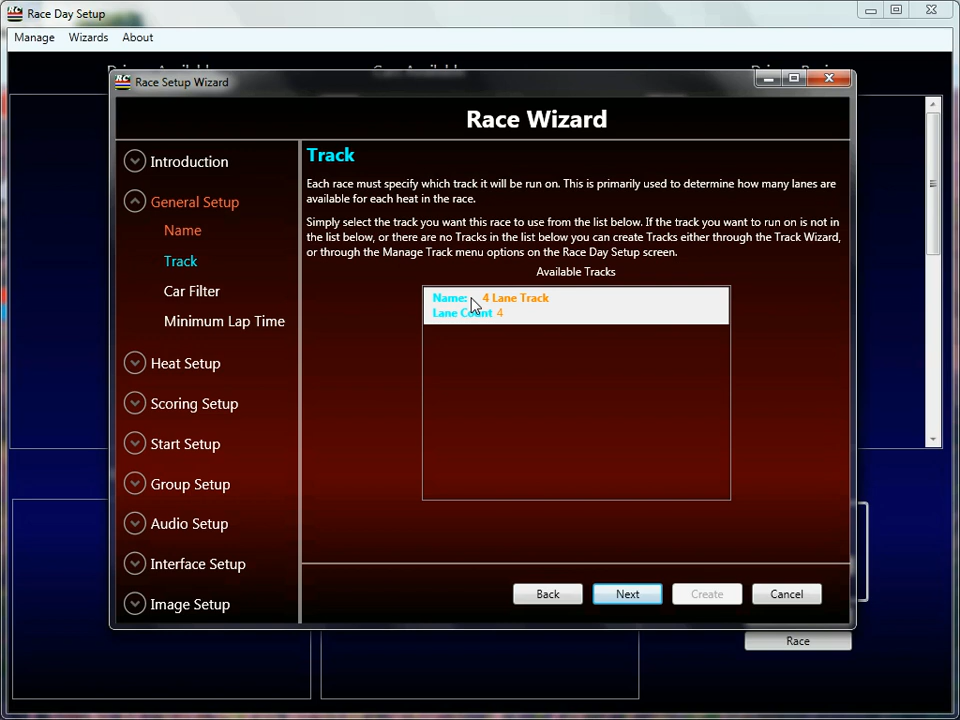 Race Day Setup
Manage Wizards About
Race Setup Wizard
Race Wizard
Introduction
General Setup
Name
Track
Car Filter
Minimum Lap Time
Heat Setup
Scoring Setup
Start Setup
Group Setup
Audio Setup
Interface Setup
Image Setup
Track
Each race must specify which track it will be run on. This is primarily used to determine how many lanes are
available for each heat in the race.
Simply select the track you want this race to use from the list below. If the track you want to run on is not in
the list below, or there are no Tracks in the list below you can create Tracks either through the Track Wizard,
or through the Manage Track menu options on the Race Day Setup screen.
Available Tracks
Name: 4 Lane Track
Lane Count 4
Back Next Create Cancel
Race